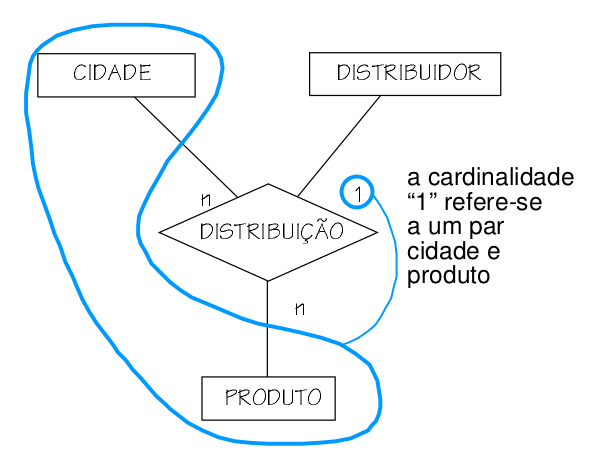 CIDADE
DISTRIBUIDOR
n
1
DISTRIBUIÇÃO
n
PRODUTO
a cardinalidade
“1” refere-se
a um par
cidade e
produto